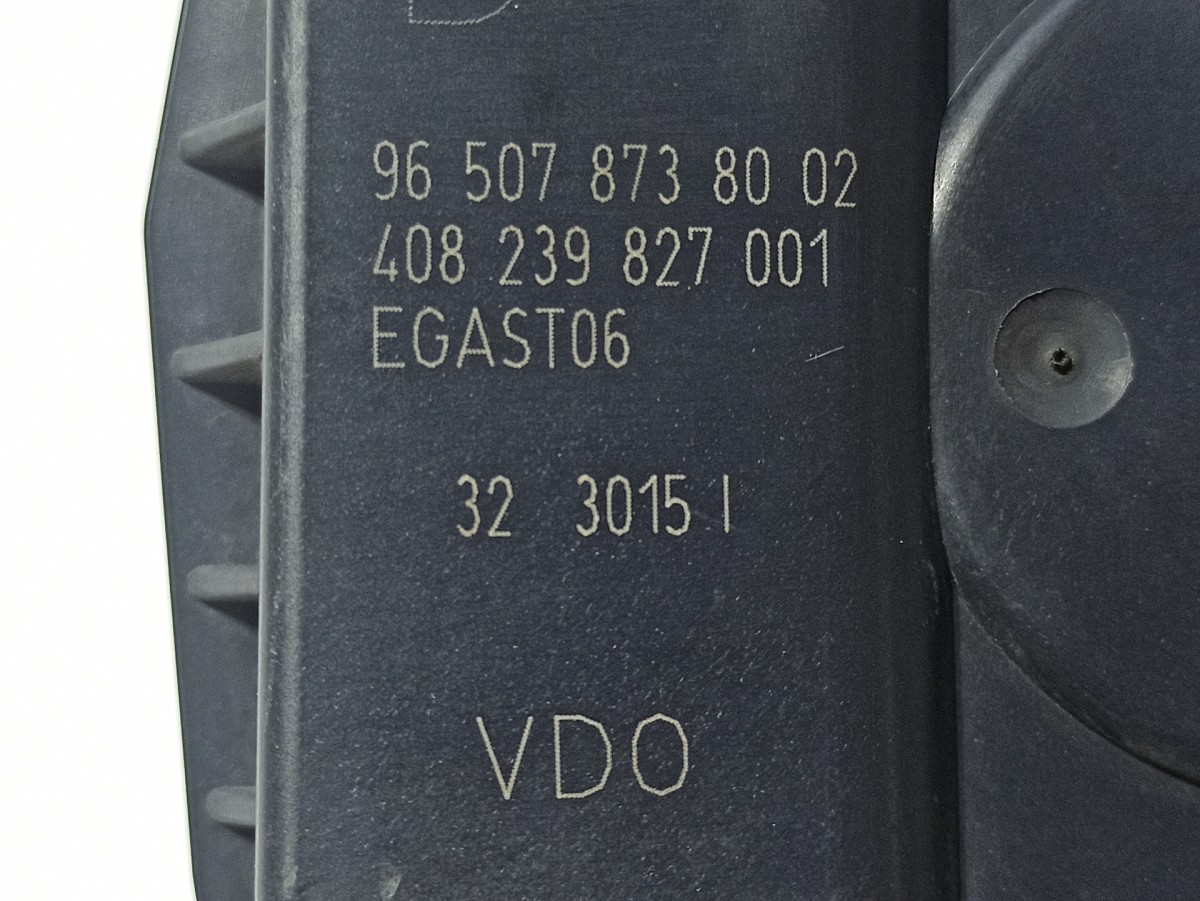 96 507 873 80 02
408 239 827 001
EGAST06
32 3015 I
VDO